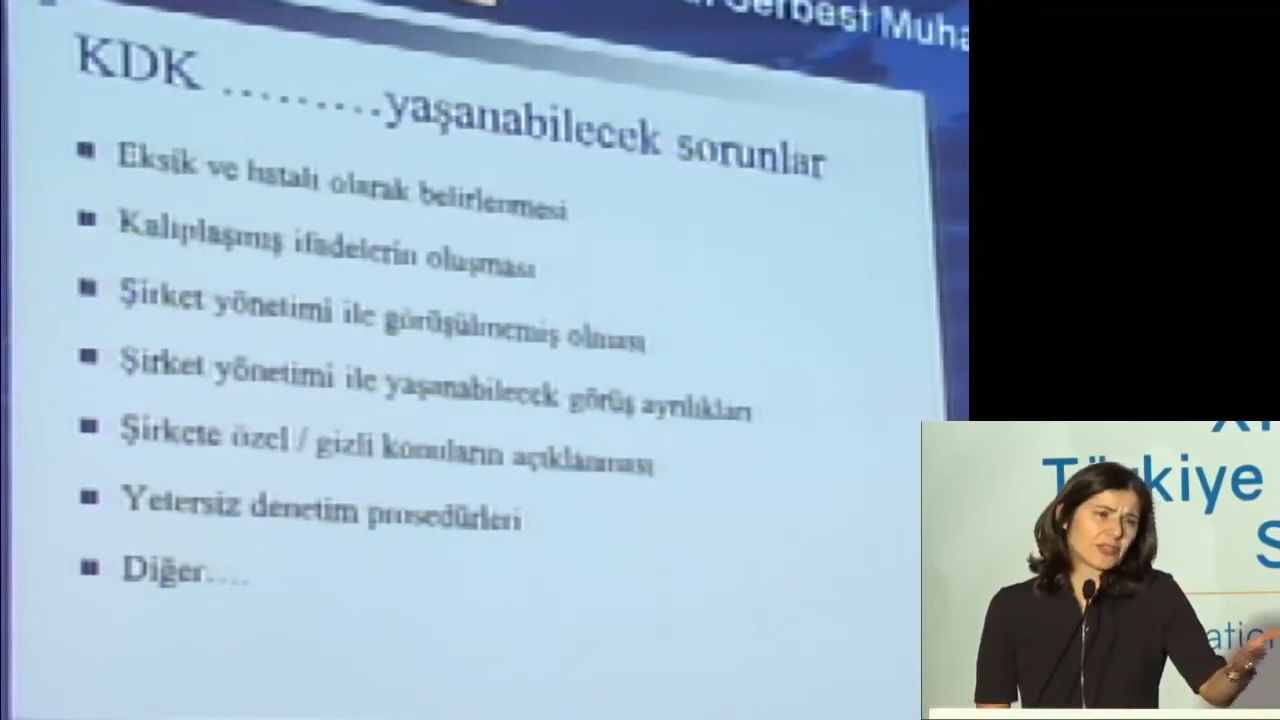 Serbest Muha
KDK .........yaşanabilecek sorunlar
Eksik ve hatalı olarak belirlenmesi
Kalıplaşmış ifadelerin oluşması
Şirket yönetimi ile görüşülmemiş olması
Şirket yönetimi ile yaşanabilecek görüş ayrılıkları
Şirkete özel / gizli konuların açıklanması
Yetersiz denetim prosedürleri
Diğer....
Türkiye
S